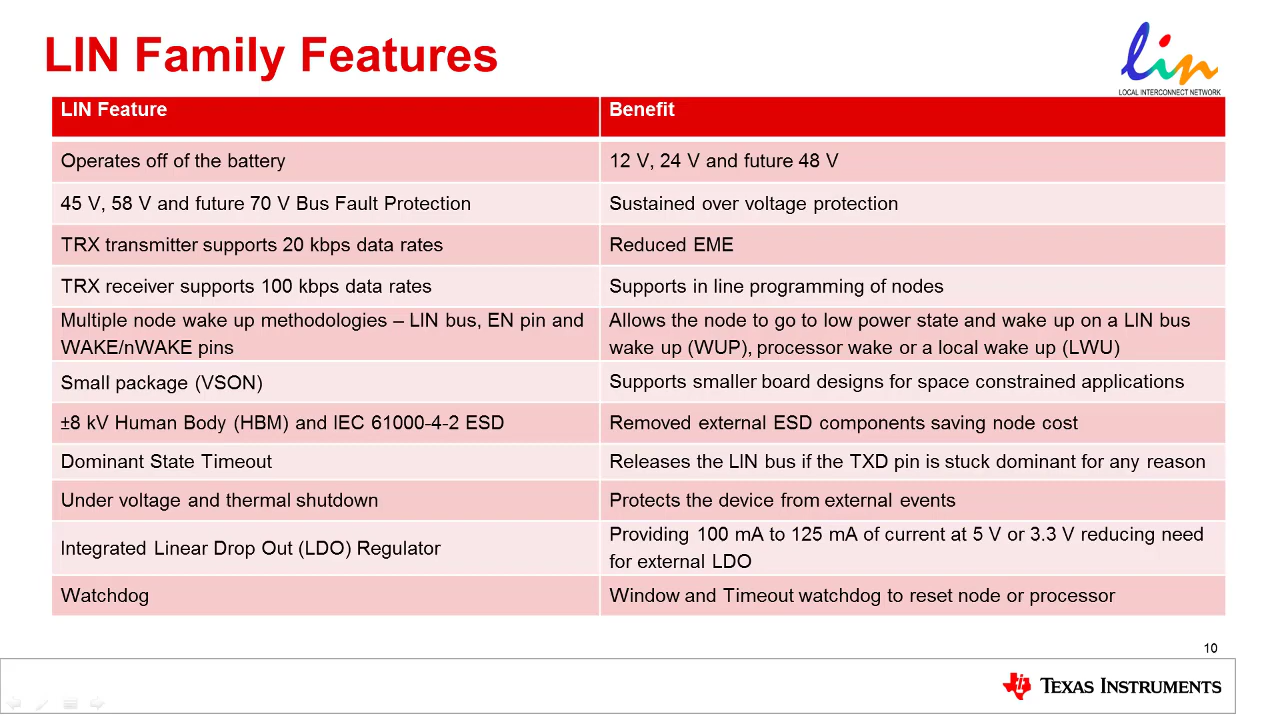 LIN Family Features
lin
LOCAL INTERCONNECT NETWORK
LIN Feature
Benefit
Operates off of the battery
12 V, 24 V and future 48 V
45 V, 58 V and future 70 V Bus Fault Protection
Sustained over voltage protection
TRX transmitter supports 20 kbps data rates
Reduced EME
TRX receiver supports 100 kbps data rates
Supports in line programming of nodes
Multiple node wake up methodologies – LIN bus, EN pin and
WAKE/nWAKE pins
Allows the node to go to low power state and wake up on a LIN bus
wake up (WUP), processor wake or a local wake up (LWU)
Small package (VSON)
Supports smaller board designs for space constrained applications
±8 kV Human Body (HBM) and IEC 61000-4-2 ESD
Removed external ESD components saving node cost
Dominant State Timeout
Releases the LIN bus if the TXD pin is stuck dominant for any reason
Under voltage and thermal shutdown
Protects the device from external events
Integrated Linear Drop Out (LDO) Regulator
Providing 100 mA to 125 mA of current at 5 V or 3.3 V reducing need
for external LDO
Watchdog
Window and Timeout watchdog to reset node or processor
10
TEXAS INSTRUMENTS